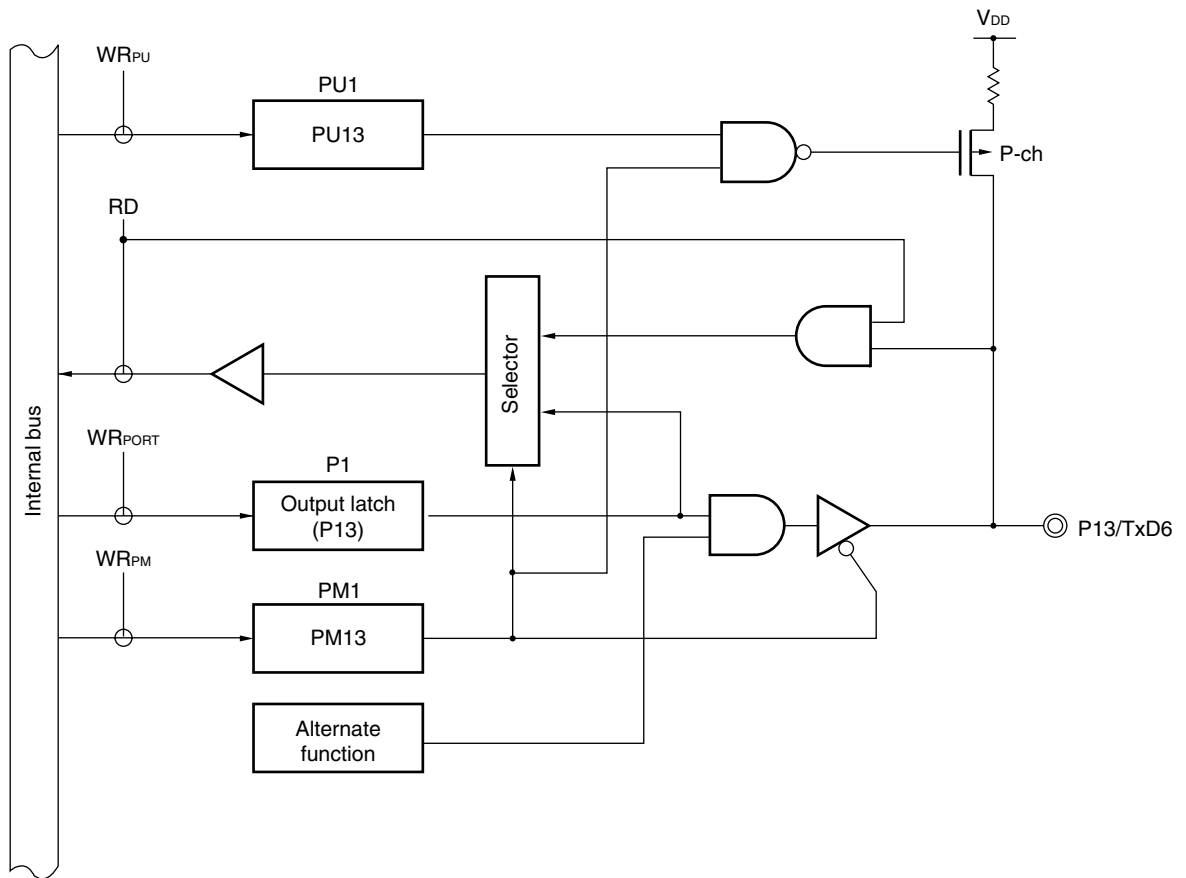 VDD
WRPU
PU1
PU13
P-ch
RD
Selector
Internal bus
WRPORT
P1
Output latch
(P13)
P13/TxD6
WRPM
PM1
PM13
Alternate
function